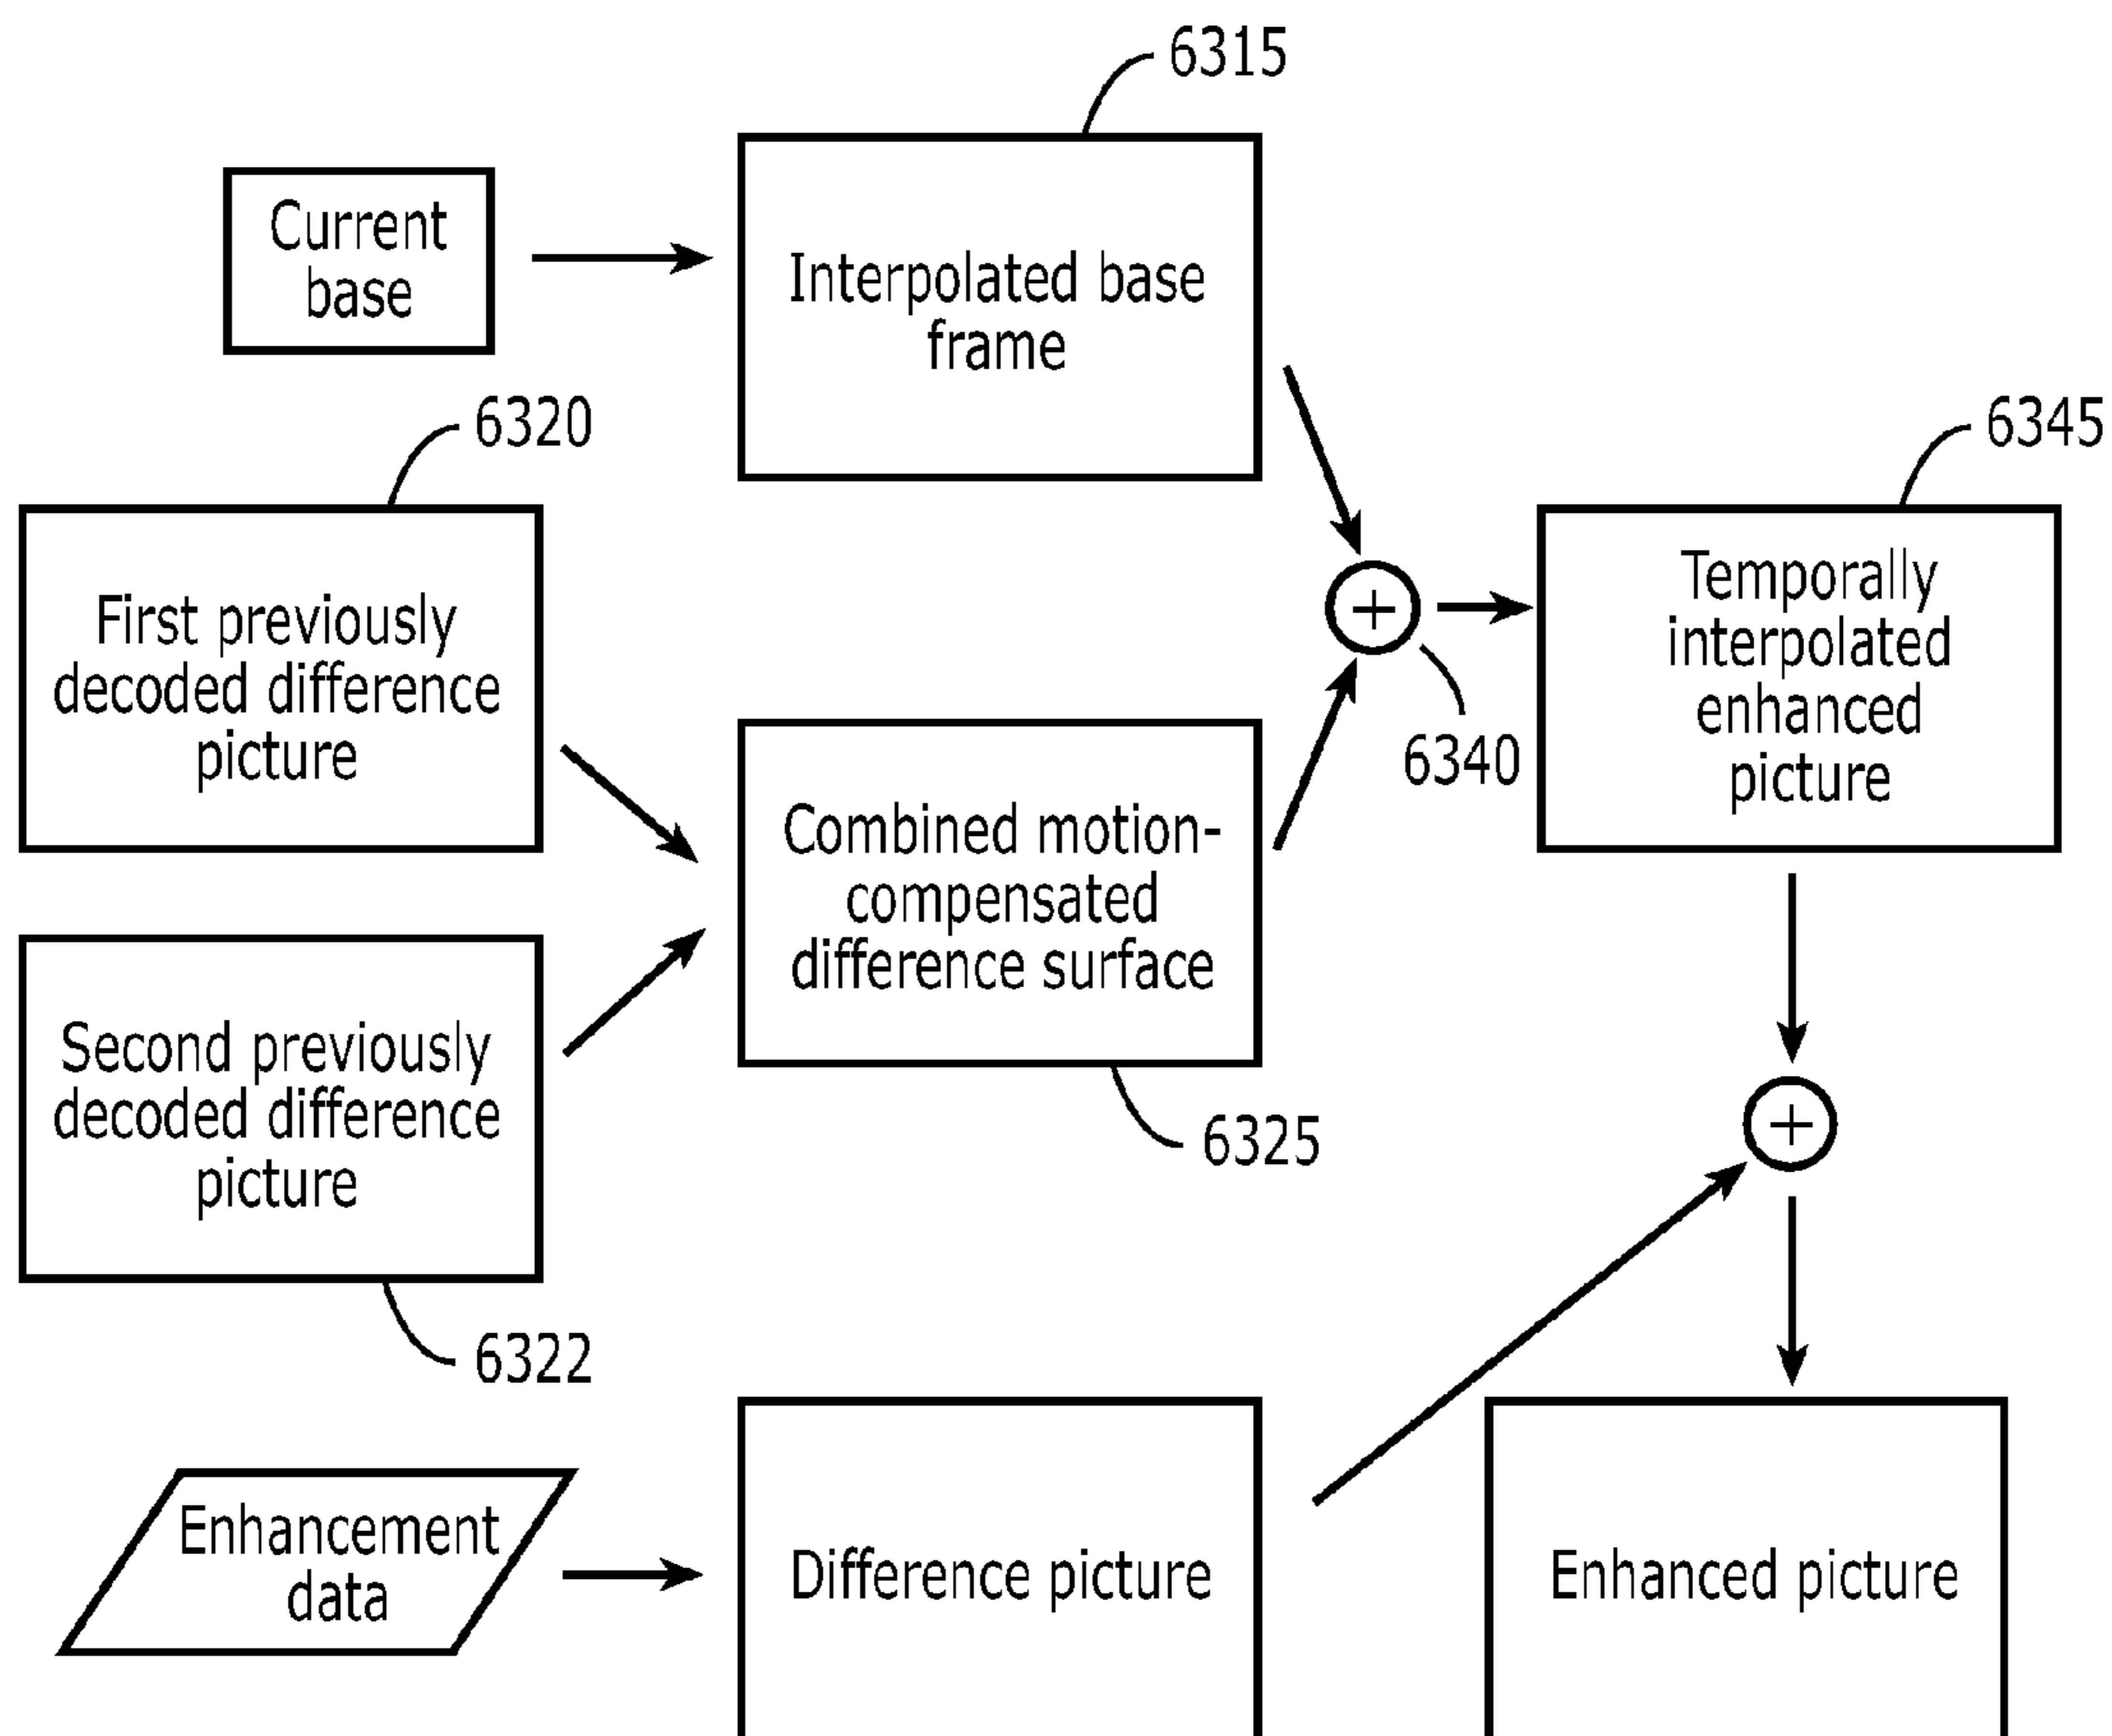 6315
Current
base
Interpolated base
frame
6320
6345
First previously
decoded difference
picture
Temporally
interpolated
enhanced
picture
+
6340
Combined motion-
compensated
difference surface
Second previously
decoded difference
picture
+
6325
6322
Enhancement
data
Difference picture
Enhanced picture